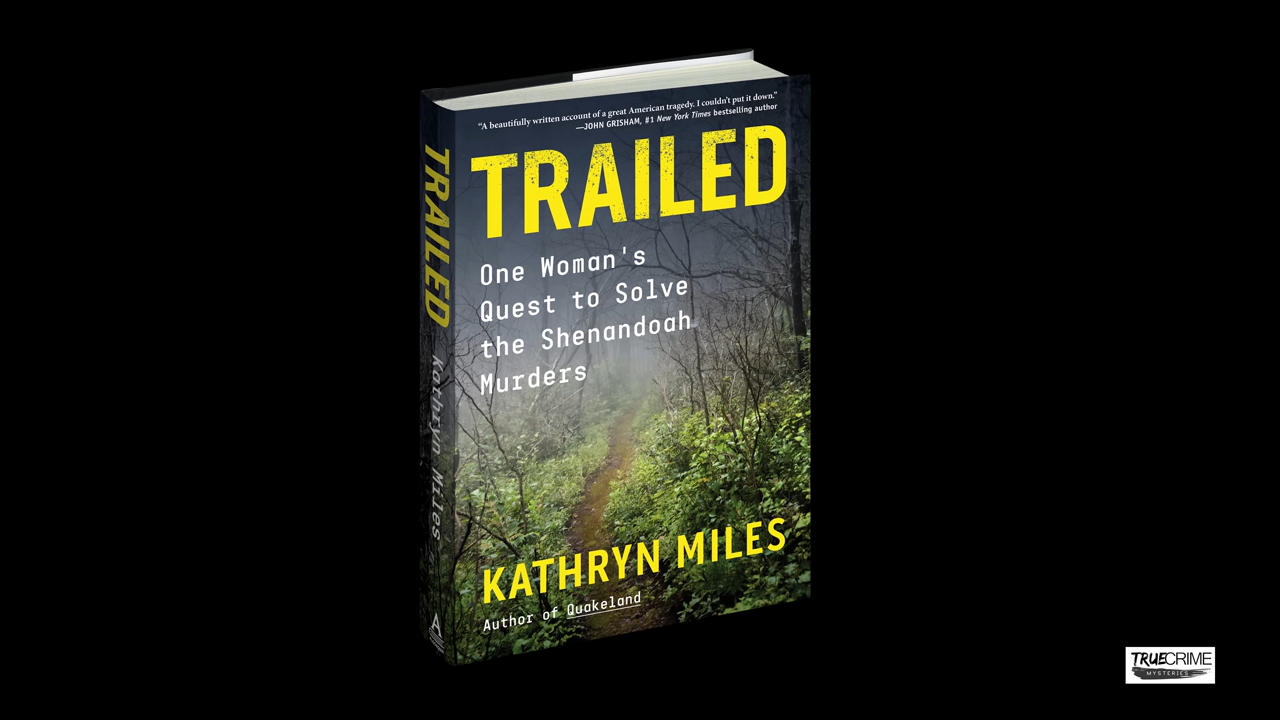 "A beautifully written account of a great American tragedy. I couldn't put it down."
—JOHN GRISHAM, #1 New York Times bestselling author
TRAILED
One Woman's
Quest to Solve
the Shenandoah
Murders
KATHRYN MILES
Author of Quakeland
TRAILED Kathryn Miles
A
TRUECRIME
MYSTERIES